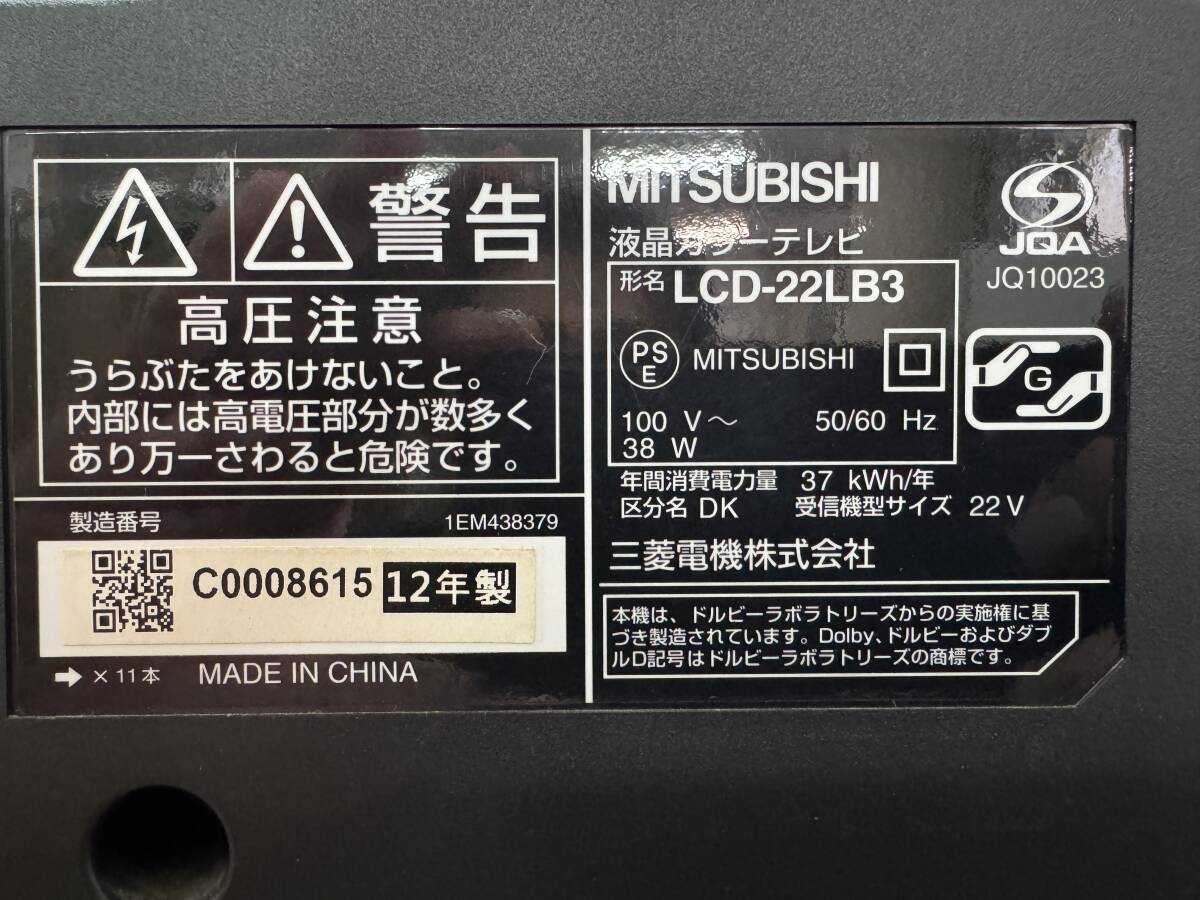 警告
高圧注意
うらぶたをあけないこと。
内部には高電圧部分が数多く
あり万一さわると危険です。
製造番号 1EM438379
C0008615 12年製
➡ × 11本 MADE IN CHINA
MITSUBISHI
液晶カラーテレビ
形名 LCD-22LB3
PS
E
MITSUBISHI
100 V～ 50/60 Hz
38 W
年間消費電力量 37 kWh/年
区分名 DK 受信機型サイズ 22 V
三菱電機株式会社
本機は、ドルビーラボラトリーズからの実施権に基
づき製造されています。Dolby、ドルビーおよびダブ
ルD記号はドルビーラボラトリーズの商標です。
JQA
JQ10023
G